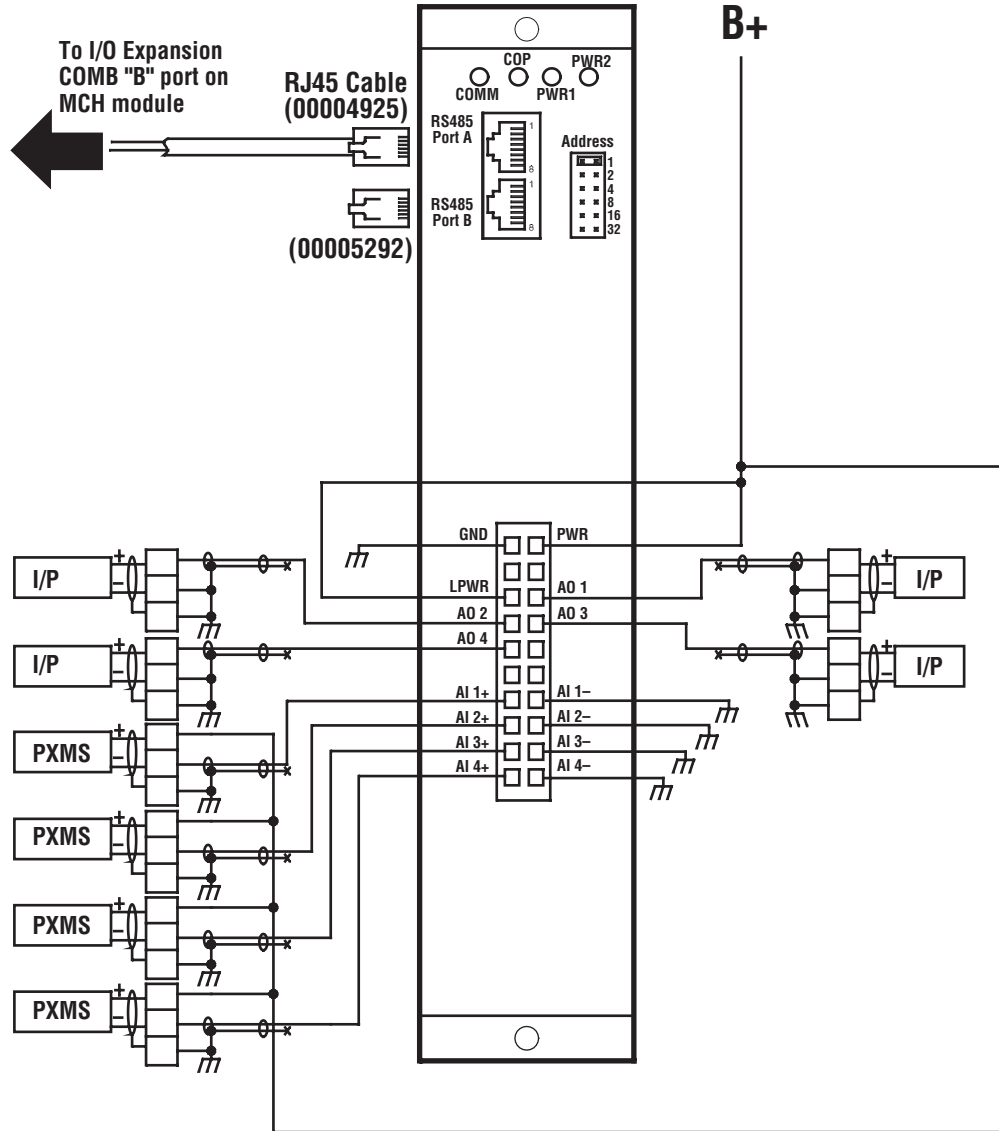 B+
To I/O Expansion
COMB "B" port on
MCH module
RJ45 Cable
(00004925)
COP
PWR2
COMM
PWR1
RS485
Port A
1
8
Address
1
2
4
8
16
32
RS485
Port B
1
8
(00005292)
GND
PWR
LPWR
AO 1
AO 2
AO 3
AO 4
AI 1+
AI 1–
AI 2+
AI 2–
AI 3+
AI 3–
AI 4+
AI 4–
I/P
+
–
I/P
+
–
I/P
+
–
I/P
+
–
PXMS
+
–
PXMS
+
–
PXMS
+
–
PXMS
+
–